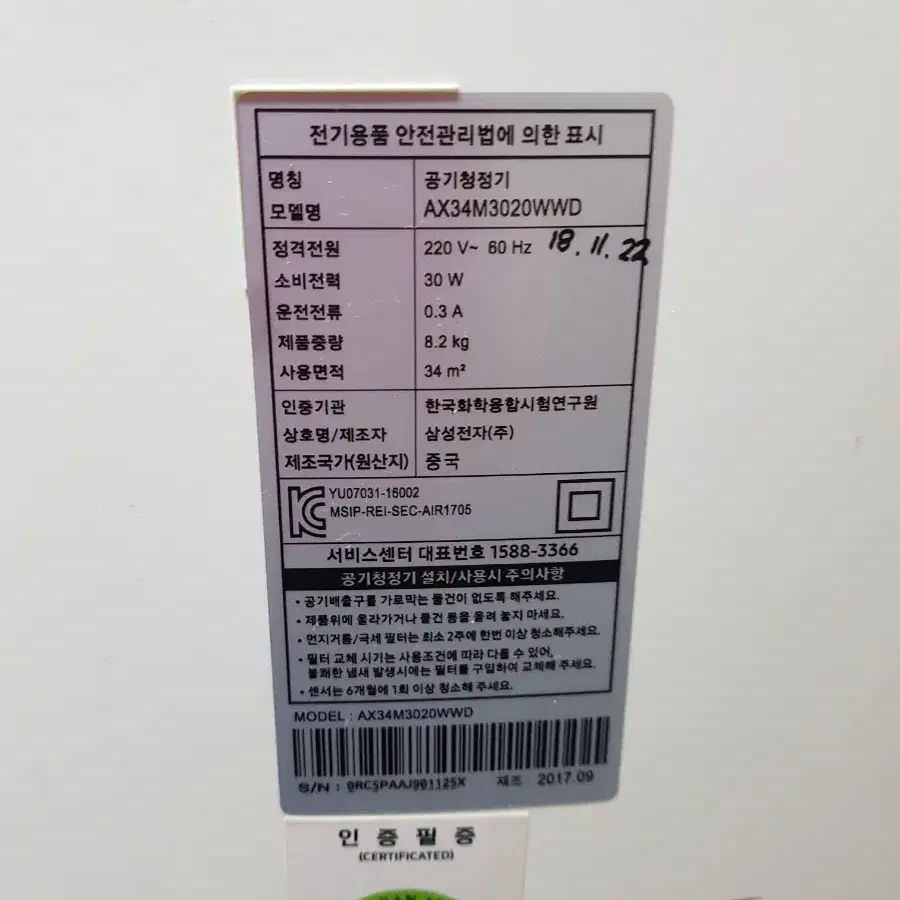 전기용품 안전관리법에 의한 표시
명칭 공기청정기
모델명 AX34M3020WWD
정격전원 220 V~ 60 Hz 18.11.22
소비전력 30 W
운전전류 0.3 A
제품중량 8.2 kg
사용면적 34 m²
인증기관 한국화학융합시험연구원
상호명/제조자 삼성전자(주)
제조국가(원산지) 중국
YU07031-16002
MSIP-REI-SEC-AIR1705
서비스센터 대표번호 1588-3366
공기청정기 설치/사용시 주의사항
• 공기배출구를 가로막는 물건이 없도록 해주세요.
• 제품위에 올라가거나 물건 등을 올려 놓지 마세요.
• 먼지거름/극세 필터는 최소 2주에 한번 이상 청소해주세요.
• 필터 교체 시기는 사용조건에 따라 다를 수 있어,
불쾌한 냄새 발생시에는 필터를 구입하여 교체해 주세요.
• 센서는 6개월에 1회 이상 청소해 주세요.
MODEL : AX34M3020WWD
S/N : 0RC5PAAJ901125X 제조 : 2017.09
인증필증
(CERTIFICATED)